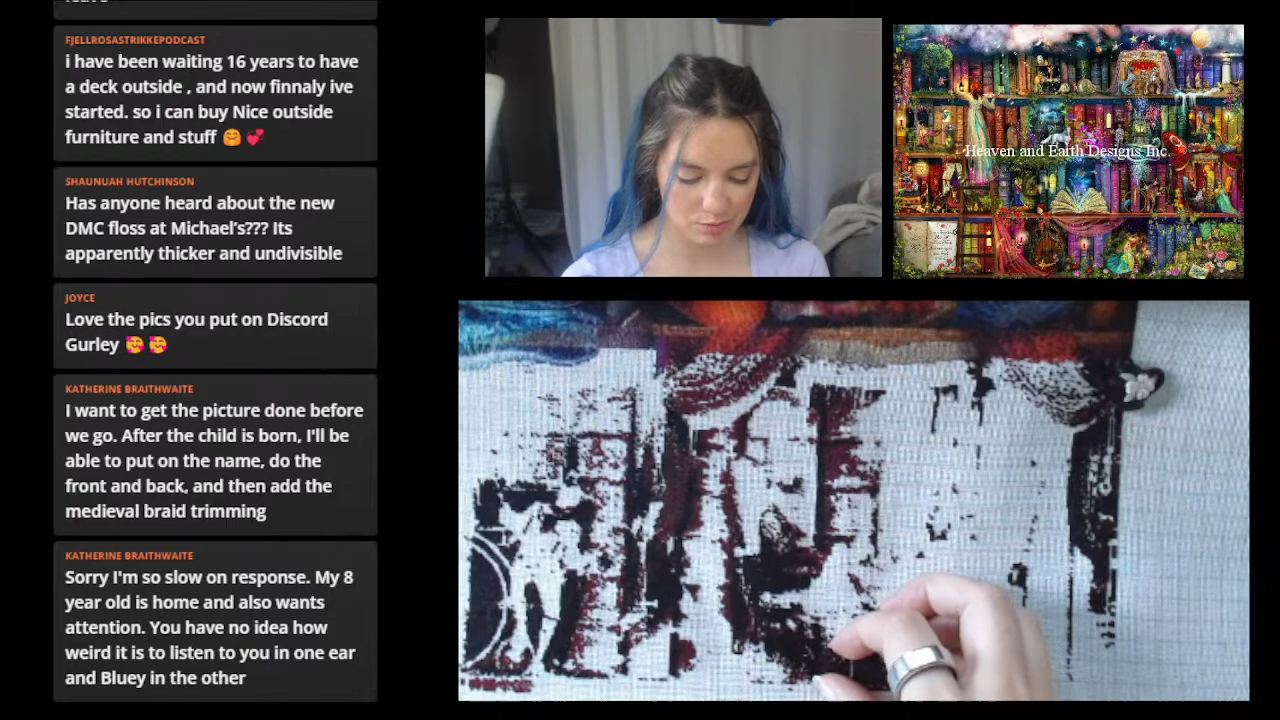 FJELLROSASTRIKKEPODCAST
i have been waiting 16 years to have
a deck outside , and now finnaly ive
started. so i can buy Nice outside
furniture and stuff 🤗 💞
SHAUNUAH HUTCHINSON
Has anyone heard about the new
DMC floss at Michael's??? Its
apparently thicker and undivisible
JOYCE
Love the pics you put on Discord
Gurley 🥰 🥰
KATHERINE BRAITHWAITE
I want to get the picture done before
we go. After the child is born, I'll be
able to put on the name, do the
front and back, and then add the
medieval braid trimming
KATHERINE BRAITHWAITE
Sorry I'm so slow on response. My 8
year old is home and also wants
attention. You have no idea how
weird it is to listen to you in one ear
and Bluey in the other
Heaven and Earth Designs Inc.